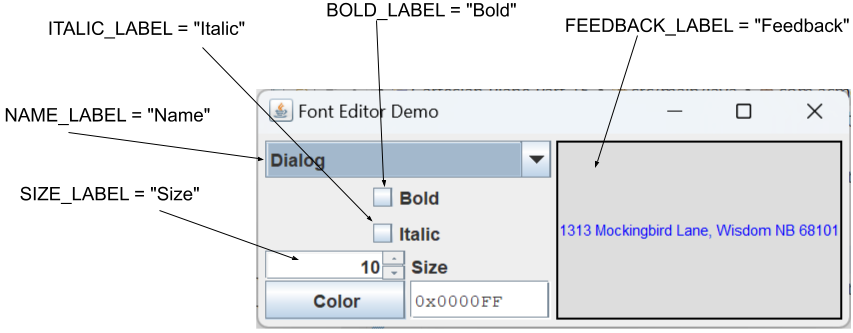 BOLD_LABEL = "Bold"
ITALIC_LABEL = "Italic"
FEEDBACK_LABEL = "Feedback"
NAME_LABEL = "Name"
SIZE_LABEL = "Size"
Font Editor Demo
Dialog
Bold
Italic
10 Size
Color 0x0000FF
1313 Mockingbird Lane, Wisdom NB 68101